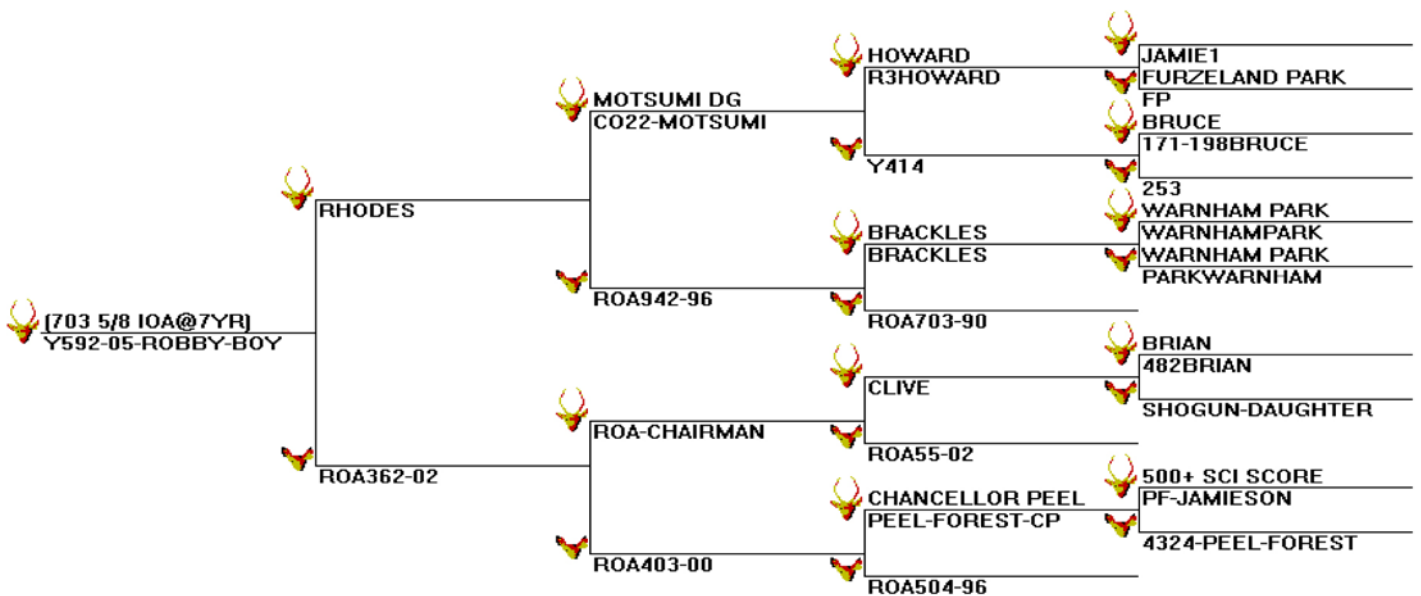 HOWARD
R3HOWARD
JAMIE1
FURZELAND PARK
FP
MOTSUMI DG
CO22-MOTSUMI
BRUCE
171-198BRUCE
Y414
253
RHODES
WARNHAM PARK
WARNHAMPARK
BRACKLES
BRACKLES
WARNHAM PARK
PARKWARNHAM
ROA942-96
ROA703-90
(703 5/8 IOA@7YR)
Y592-05-ROBBY-BOY
BRIAN
482BRIAN
CLIVE
SHOGUN-DAUGHTER
ROA-CHAIRMAN
ROA55-02
ROA362-02
500+ SCI SCORE
PF-JAMIESON
CHANCELLOR PEEL
PEEL-FOREST-CP
4324-PEEL-FOREST
ROA403-00
ROA504-96